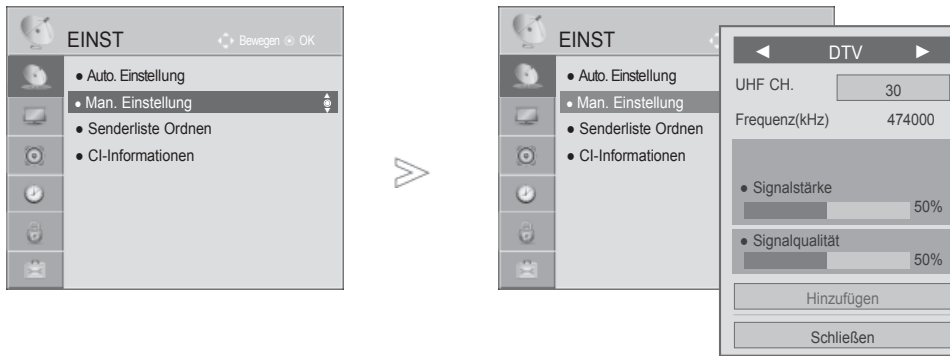 EINST
Bewegen OK
● Auto. Einstellung
● Man. Einstellung
● Senderliste Ordnen
● CI-Informationen
EINST
● Auto. Einstellung
● Man. Einstellung
● Senderliste Ordnen
● CI-Informationen
◄ DTV ►
UHF CH. 30
Frequenz(kHz) 474000
● Signalstärke
50%
● Signalqualität
50%
Hinzufügen
Schließen